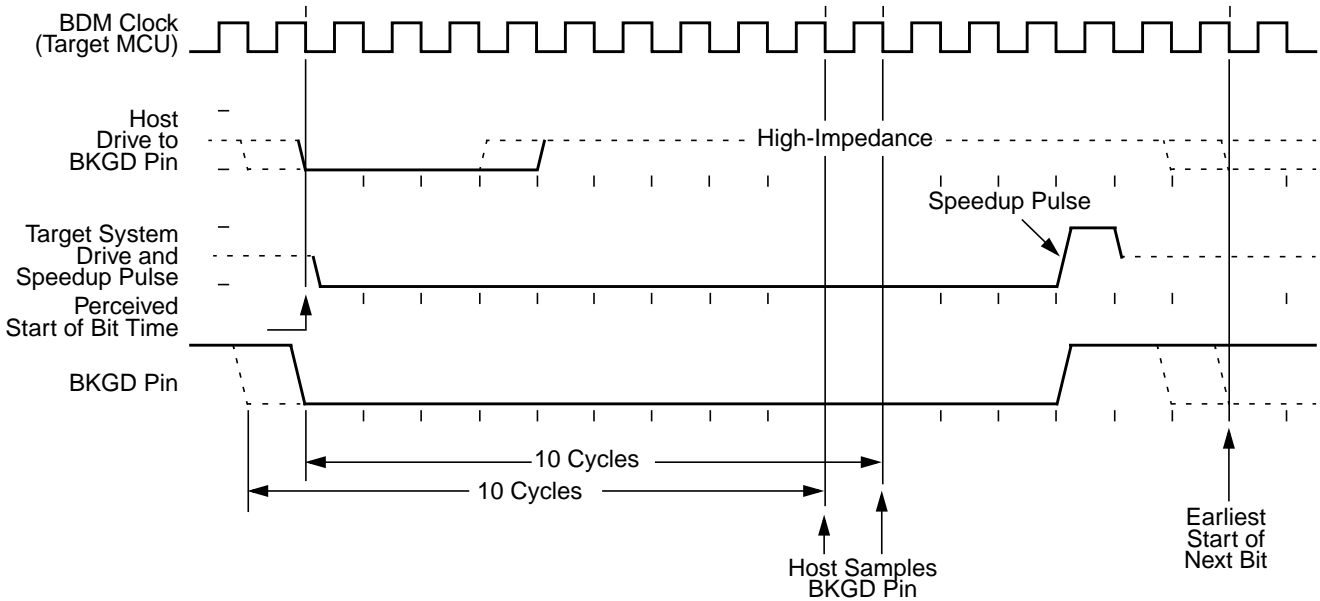 BDM Clock
(Target MCU)
Host
Drive to
BKGD Pin
High-Impedance
Speedup Pulse
Target System
Drive and
Speedup Pulse
Perceived
Start of Bit Time
BKGD Pin
10 Cycles
10 Cycles
Earliest
Start of
Next Bit
Host Samples
BKGD Pin